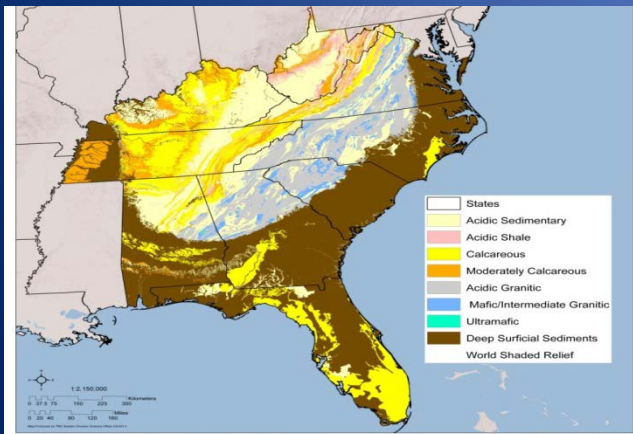 States
Acidic Sedimentary
Acidic Shale
Calcareous
Moderately Calcareous
Acidic Granitic
Mafic/Intermediate Granitic
Ultramafic
Deep Surficial Sediments
World Shaded Relief
1:2,150,000
Kilometers
0 37.5 75 150 225 300
Miles
0 20 40 80 120 160